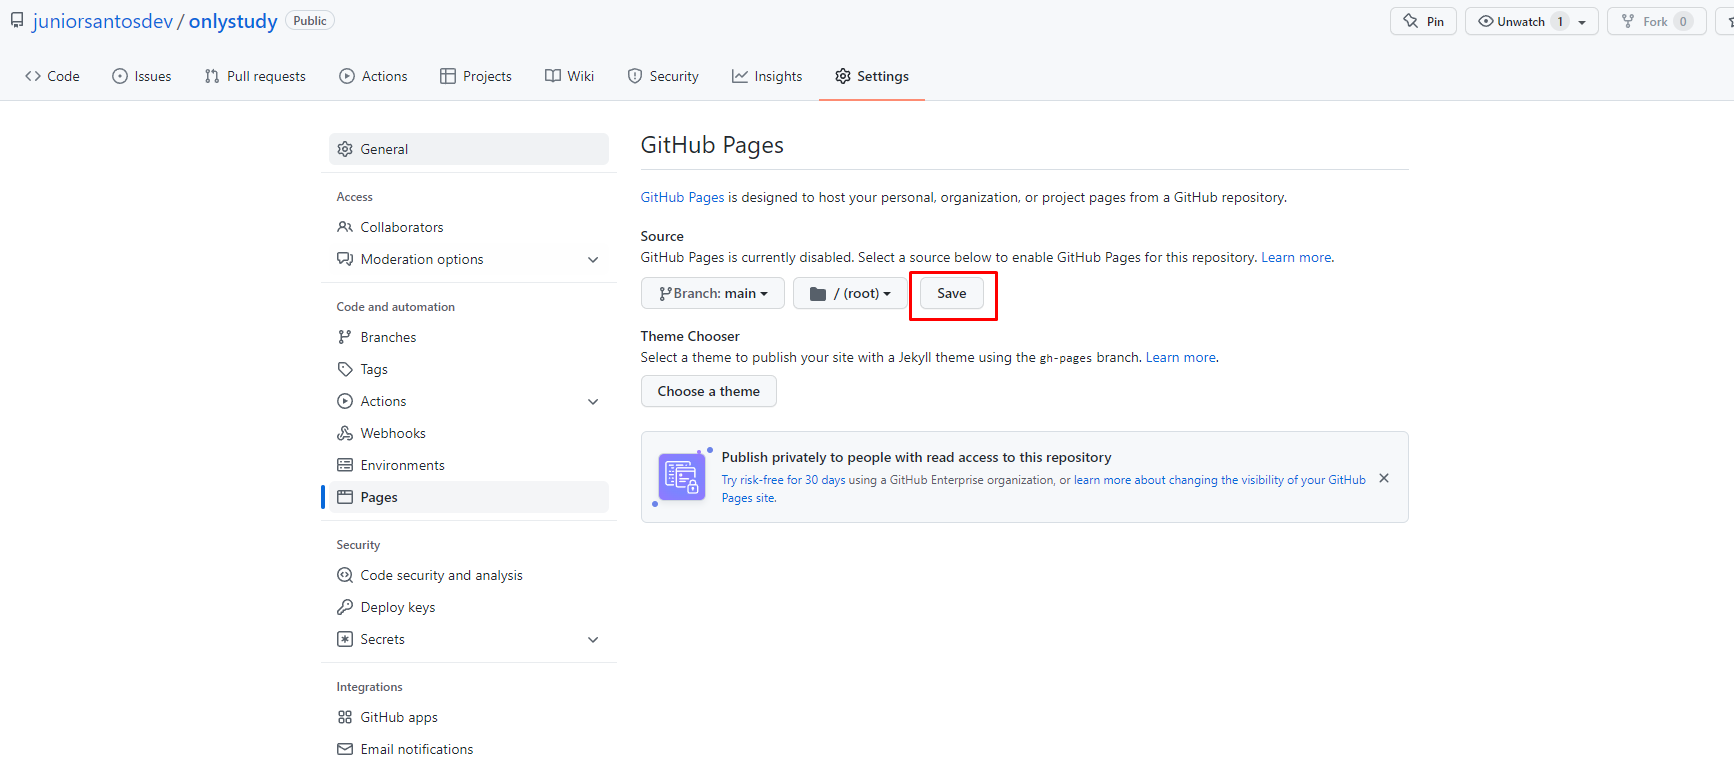 juniorsantosdev / onlystudy Public
Pin Unwatch 1 Fork 0
Code Issues Pull requests Actions Projects Wiki Security Insights Settings
General
Access
Collaborators
Moderation options
Code and automation
Branches
Tags
Actions
Webhooks
Environments
Pages
Security
Code security and analysis
Deploy keys
Secrets
Integrations
GitHub apps
Email notifications
GitHub Pages
GitHub Pages is designed to host your personal, organization, or project pages from a GitHub repository.
Source
GitHub Pages is currently disabled. Select a source below to enable GitHub Pages for this repository. Learn more.
Branch: main / (root) Save
Theme Chooser
Select a theme to publish your site with a Jekyll theme using the gh-pages branch. Learn more.
Choose a theme
Publish privately to people with read access to this repository
Try risk-free for 30 days using a GitHub Enterprise organization, or learn more about changing the visibility of your GitHub
Pages site.